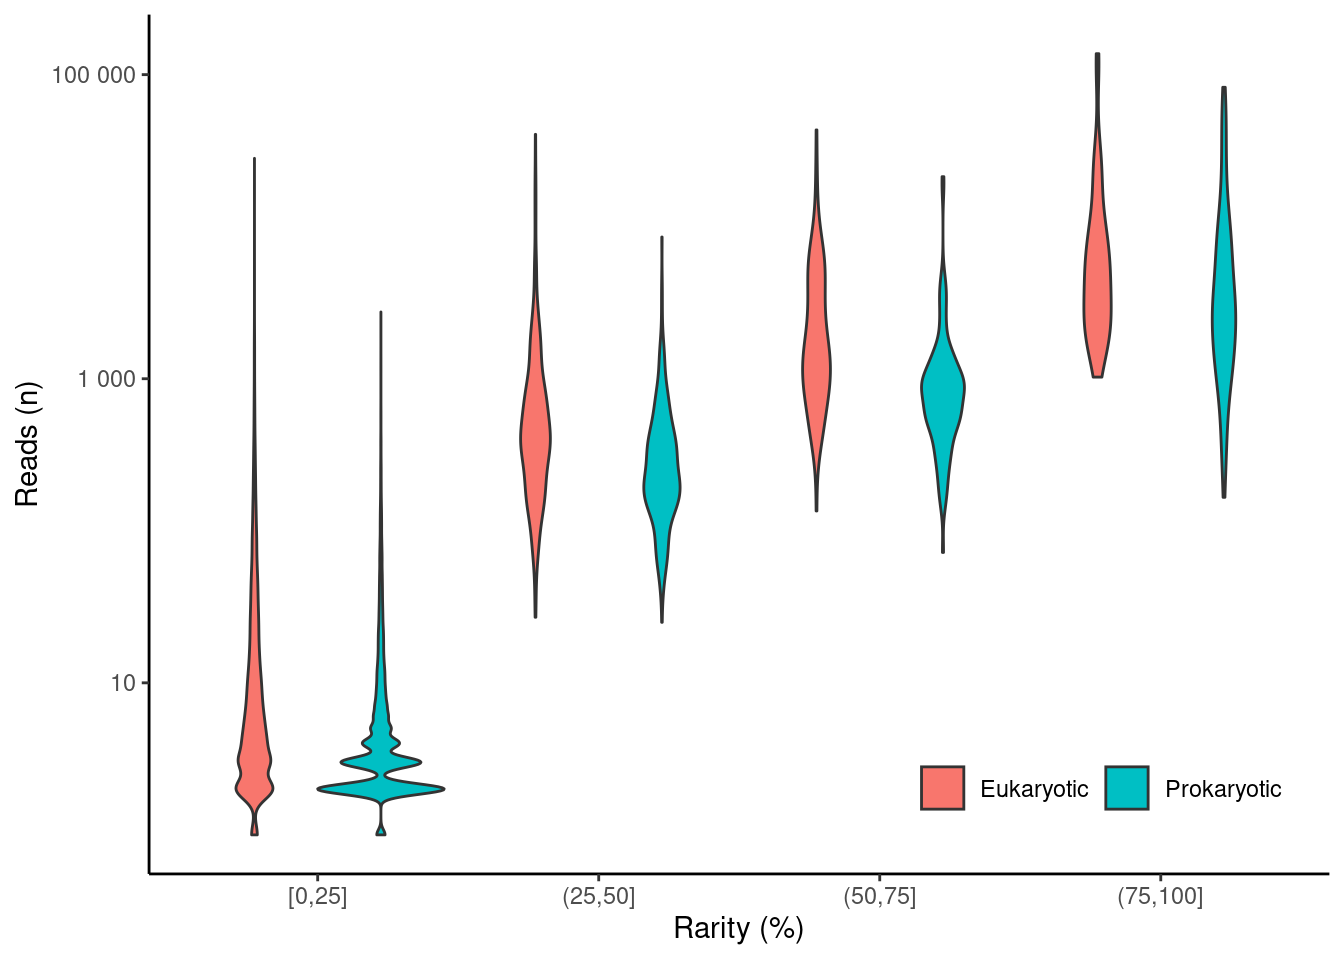 100 000
1 000
10
Reads (n)
Eukaryotic
Prokaryotic
[0,25]
(25,50]
(50,75]
(75,100]
Rarity (%)